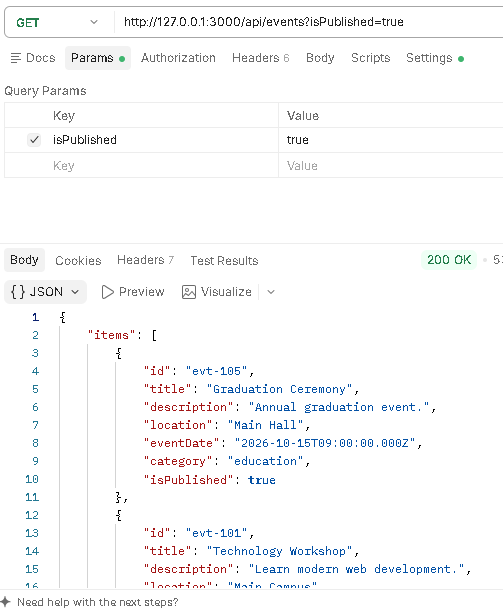 GET http://127.0.0.1:3000/api/events?isPublished=true
Docs Params Authorization Headers 6 Body Scripts Settings
Query Params
Key Value
isPublished true
Key Value
Body Cookies Headers 7 Test Results 200 OK
{} JSON Preview Visualize
1 {
2 "items": [
3 {
4 "id": "evt-105",
5 "title": "Graduation Ceremony",
6 "description": "Annual graduation event.",
7 "location": "Main Hall",
8 "eventDate": "2026-10-15T09:00:00.000Z",
9 "category": "education",
10 "isPublished": true
11 },
12 {
13 "id": "evt-101",
14 "title": "Technology Workshop",
15 "description": "Learn modern web development.",
16 "location": "Main Campus"
Need help with the next steps?